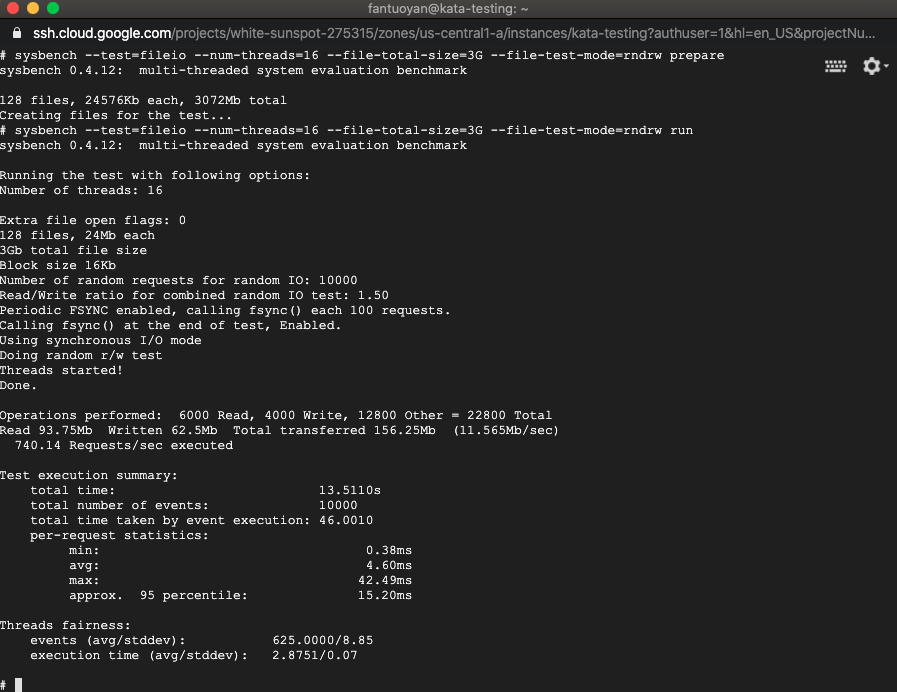 fantuoyan@kata-testing: ~
ssh.cloud.google.com/projects/white-sunspot-275315/zones/us-central1-a/instances/kata-testing?authuser=1&hl=en_US&projectNu...
# sysbench --test=fileio --num-threads=16 --file-total-size=3G --file-test-mode=rndrw prepare
sysbench 0.4.12:  multi-threaded system evaluation benchmark
128 files, 24576Kb each, 3072Mb total
Creating files for the test...
# sysbench --test=fileio --num-threads=16 --file-total-size=3G --file-test-mode=rndrw run
sysbench 0.4.12:  multi-threaded system evaluation benchmark
Running the test with following options:
Number of threads: 16
Extra file open flags: 0
128 files, 24Mb each
3Gb total file size
Block size 16Kb
Number of random requests for random IO: 10000
Read/Write ratio for combined random IO test: 1.50
Periodic FSYNC enabled, calling fsync() each 100 requests.
Calling fsync() at the end of test, Enabled.
Using synchronous I/O mode
Doing random r/w test
Threads started!
Done.
Operations performed:  6000 Read, 4000 Write, 12800 Other = 22800 Total
Read 93.75Mb  Written 62.5Mb  Total transferred 156.25Mb  (11.565Mb/sec)
  740.14 Requests/sec executed
Test execution summary:
    total time:                          13.5110s
    total number of events:              10000
    total time taken by event execution: 46.0010
    per-request statistics:
         min:                                  0.38ms
         avg:                                  4.60ms
         max:                                 42.49ms
         approx.  95 percentile:              15.20ms
Threads fairness:
    events (avg/stddev):           625.0000/8.85
    execution time (avg/stddev):   2.8751/0.07
#